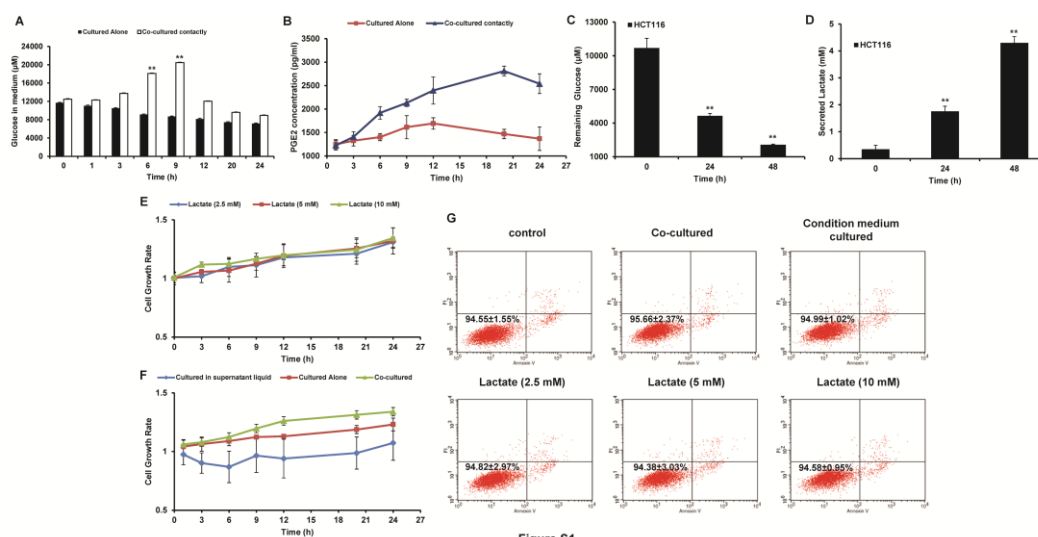 A
Cultured Alone
Co-cultured contactly
Glucose in medium (µM)
24000
20000
16000
12000
8000
4000
0
**
**
0 1 3 6 9 12 20 24
Time (h)
B
Cultured Alone
Co-cultured contactly
PGE2 concentration (pg/ml)
3500
3000
2500
2000
1500
1000
0 3 6 9 12 15 18 21 24 27
Time (h)
C
HCT116
Remaining Glucose (µM)
13000
10000
7000
4000
1000
**
**
0 24 48
Time (h)
D
HCT116
Secreted Lactate (mM)
5
4
3
2
1
0
**
**
0 24 48
Time (h)
E
Lactate (2.5 mM)
Lactate (5 mM)
Lactate (10 mM)
Cell Growth Rate
1.5
1
0.5
0 3 6 9 12 15 18 21 24 27
Time (h)
F
Cultured in supernatant liquid
Cultured Alone
Co-cultured
Cell Growth Rate
1.5
1
0.5
0 3 6 9 12 15 18 21 24 27
Time (h)
G
control
94.55±1.55%
Annexin V
Co-cultured
95.66±2.37%
Annexin V
Condition medium
cultured
94.99±1.02%
Annexin V
Lactate (2.5 mM)
94.82±2.97%
Annexin V
Lactate (5 mM)
94.38±3.03%
Annexin V
Lactate (10 mM)
94.58±0.95%
Annexin V